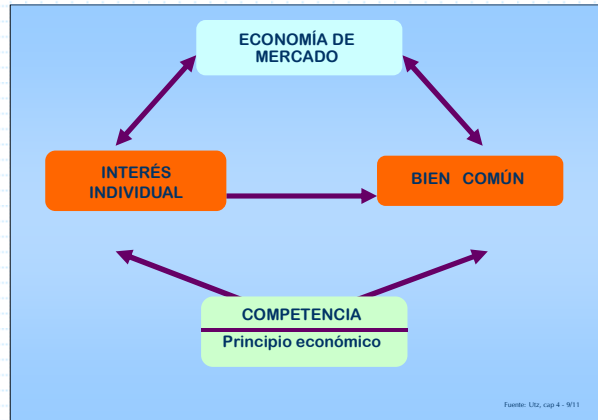 ECONOMÍA DE
MERCADO
INTERÉS
INDIVIDUAL
BIEN COMÚN
COMPETENCIA
Principio económico
Fuente: Utz, cap 4 - 9/11